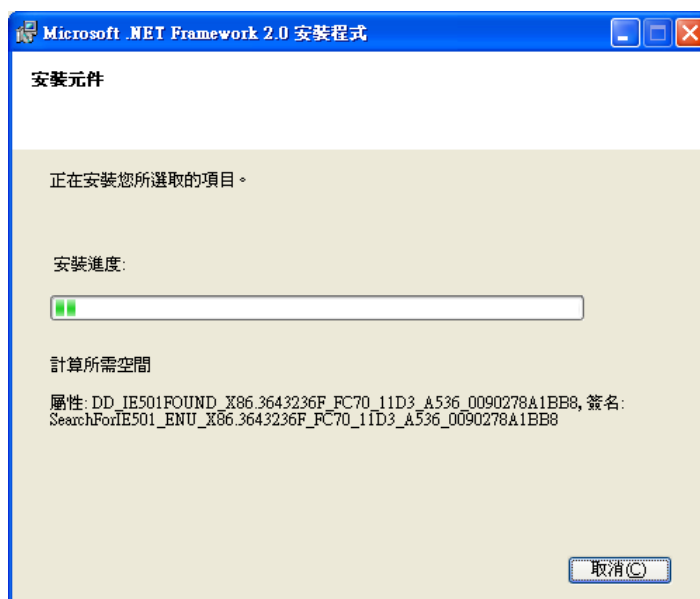 Microsoft .NET Framework 2.0 安裝程式
安裝元件
正在安裝您所選取的項目。
安裝進度:
計算所需空間
屬性: DD_IE501FOUND_X86.3643236F_FC70_11D3_A536_0090278A1BB8, 簽名:
SearchForIE501_ENU_X86.3643236F_FC70_11D3_A536_0090278A1BB8
取消(C)